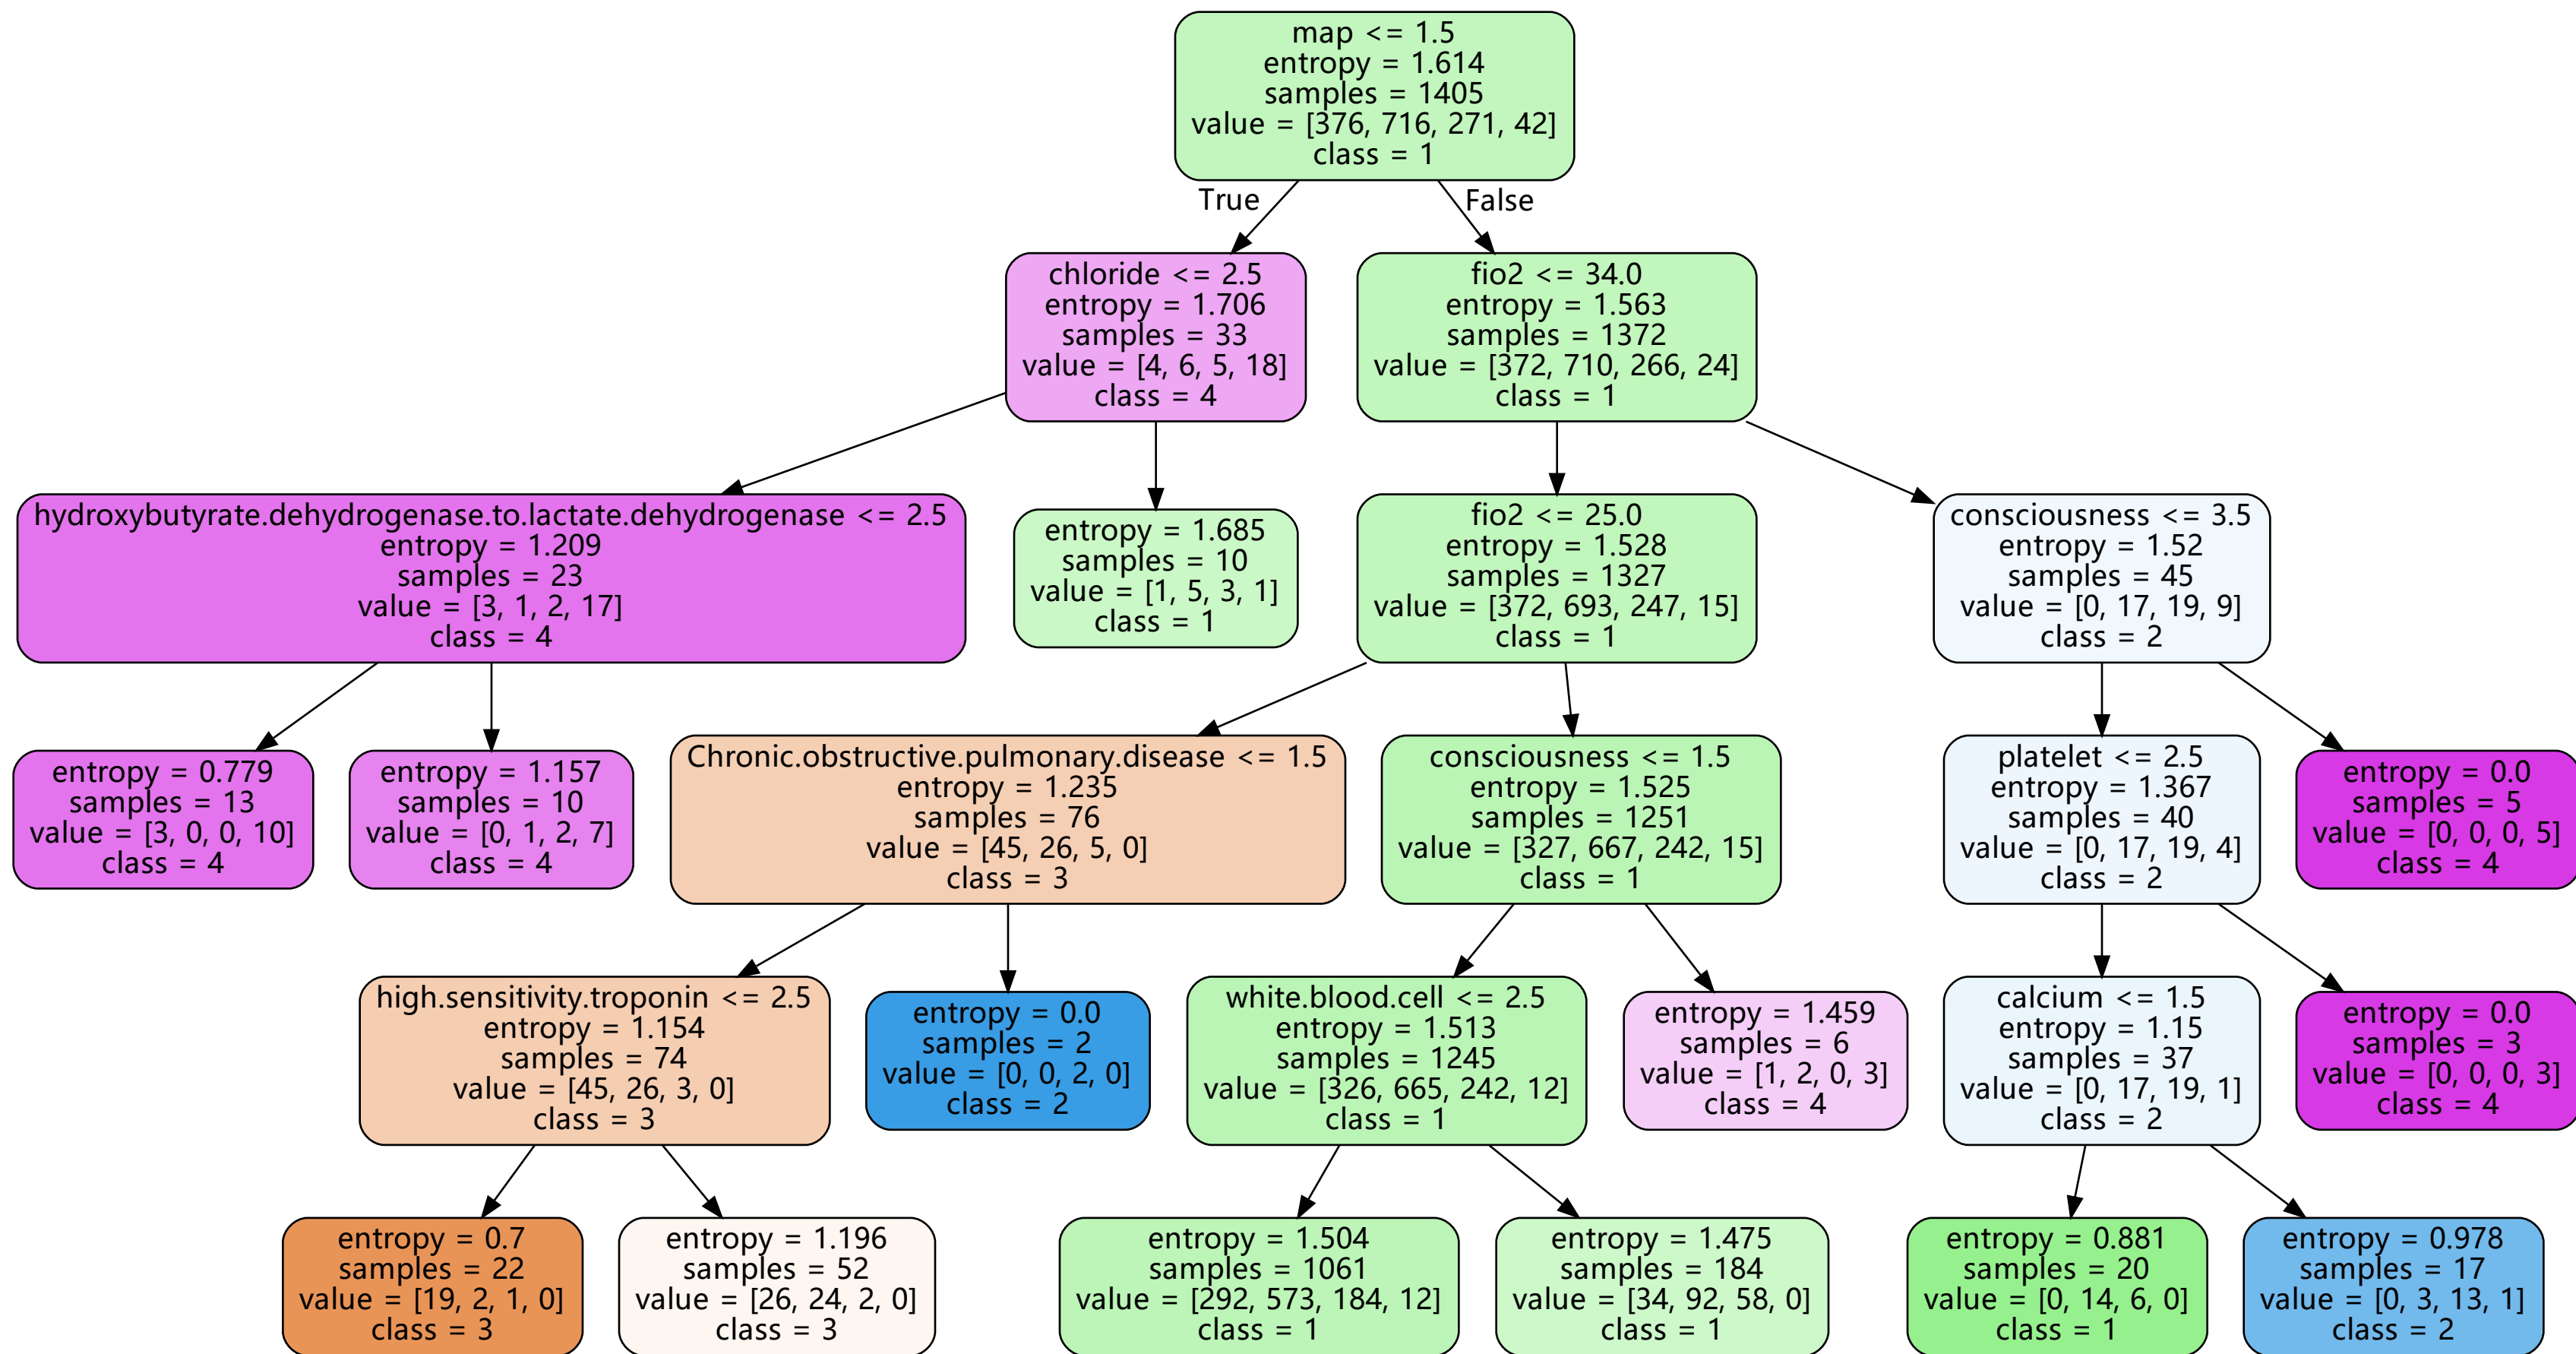 map <= 1.5
entropy = 1.614
samples = 1405
value = [376, 716, 271, 42]
class = 1
True
False
chloride <= 2.5
entropy = 1.706
samples = 33
value = [4, 6, 5, 18]
class = 4
fio2 <= 34.0
entropy = 1.563
samples = 1372
value = [372, 710, 266, 24]
class = 1
hydroxybutyrate.dehydrogenase.to.lactate.dehydrogenase <= 2.5
entropy = 1.209
samples = 23
value = [3, 1, 2, 17]
class = 4
entropy = 1.685
samples = 10
value = [1, 5, 3, 1]
class = 1
fio2 <= 25.0
entropy = 1.528
samples = 1327
value = [372, 693, 247, 15]
class = 1
consciousness <= 3.5
entropy = 1.52
samples = 45
value = [0, 17, 19, 9]
class = 2
entropy = 0.779
samples = 13
value = [3, 0, 0, 10]
class = 4
entropy = 1.157
samples = 10
value = [0, 1, 2, 7]
class = 4
Chronic.obstructive.pulmonary.disease <= 1.5
entropy = 1.235
samples = 76
value = [45, 26, 5, 0]
class = 3
consciousness <= 1.5
entropy = 1.525
samples = 1251
value = [327, 667, 242, 15]
class = 1
platelet <= 2.5
entropy = 1.367
samples = 40
value = [0, 17, 19, 4]
class = 2
entropy = 0.0
samples = 5
value = [0, 0, 0, 5]
class = 4
high.sensitivity.troponin <= 2.5
entropy = 1.154
samples = 74
value = [45, 26, 3, 0]
class = 3
entropy = 0.0
samples = 2
value = [0, 0, 2, 0]
class = 2
white.blood.cell <= 2.5
entropy = 1.513
samples = 1245
value = [326, 665, 242, 12]
class = 1
entropy = 1.459
samples = 6
value = [1, 2, 0, 3]
class = 4
calcium <= 1.5
entropy = 1.15
samples = 37
value = [0, 17, 19, 1]
class = 2
entropy = 0.0
samples = 3
value = [0, 0, 0, 3]
class = 4
entropy = 0.7
samples = 22
value = [19, 2, 1, 0]
class = 3
entropy = 1.196
samples = 52
value = [26, 24, 2, 0]
class = 3
entropy = 1.504
samples = 1061
value = [292, 573, 184, 12]
class = 1
entropy = 1.475
samples = 184
value = [34, 92, 58, 0]
class = 1
entropy = 0.881
samples = 20
value = [0, 14, 6, 0]
class = 1
entropy = 0.978
samples = 17
value = [0, 3, 13, 1]
class = 2